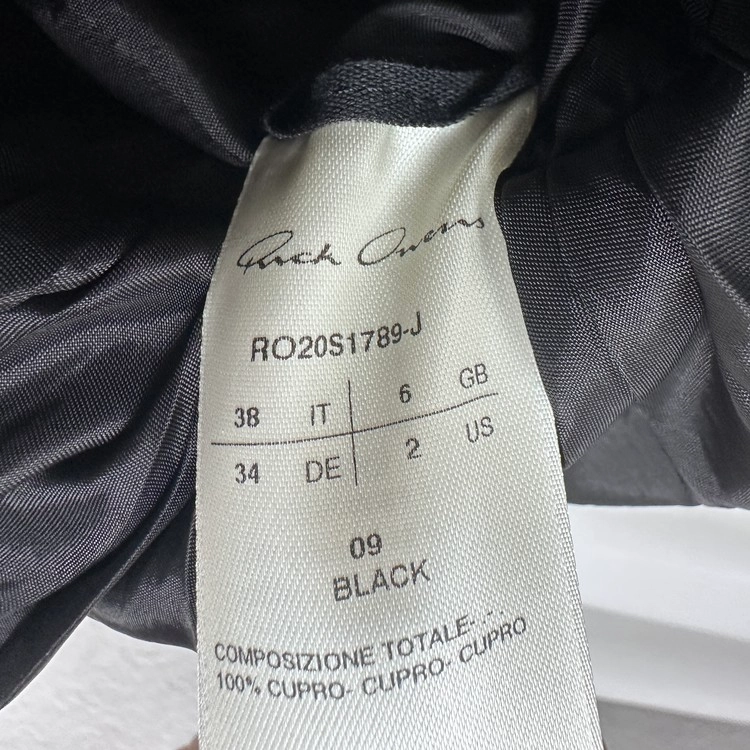 Rick Owens
RO20S1789-J
38 IT 6 GB
34 DE 2 US
09
BLACK
COMPOSIZIONE TOTALE-
100% CUPRO- CUPRO- CUPRO